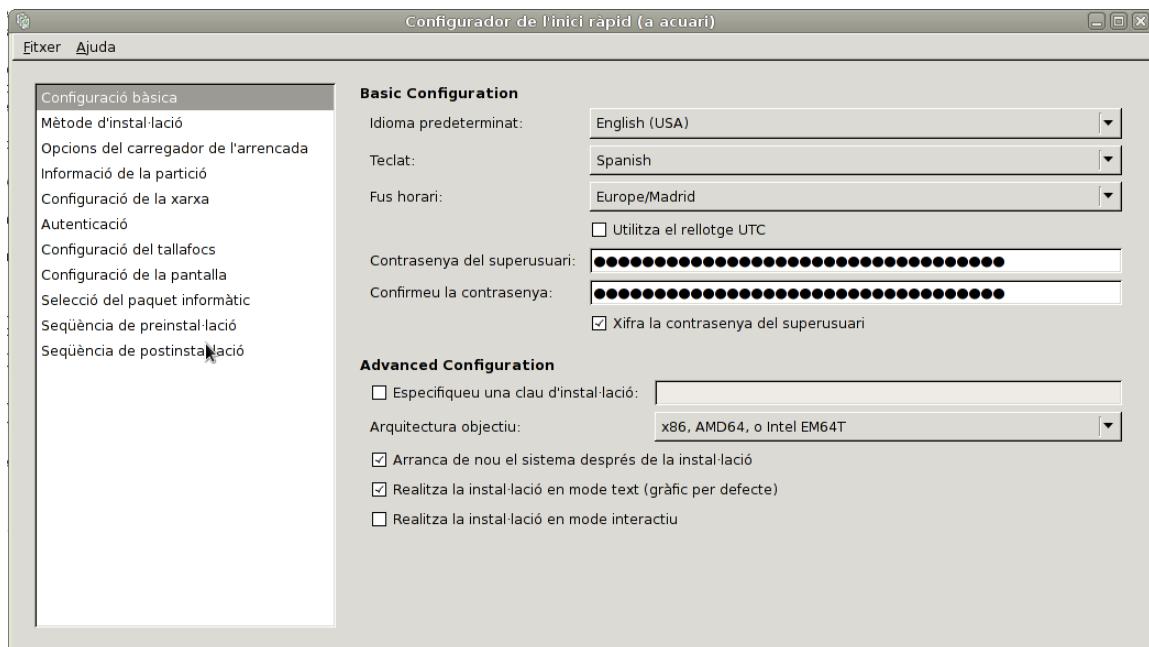 Configurador de l'inici ràpid (a acuari)
Fitxer Ajuda
Configuració bàsica
Mètode d'instal·lació
Opcions del carregador de l'arrencada
Informació de la partició
Configuració de la xarxa
Autenticació
Configuració del tallafocs
Configuració de la pantalla
Selecció del paquet informàtic
Seqüència de preinstal·lació
Seqüència de postinstal·lació
Basic Configuration
Idioma predeterminat: English (USA)
Teclat: Spanish
Fus horari: Europe/Madrid
Utilitza el rellotge UTC
Contrasenya del superusuari: ●●●●●●●●●●●●●●●●●●●●●●●●●●●●●●●●●●
Confirmeu la contrasenya: ●●●●●●●●●●●●●●●●●●●●●●●●●●●●●●●●●●
Xifra la contrasenya del superusuari
Advanced Configuration
Especifiqueu una clau d'instal·lació:
Arquitectura objectiu: x86, AMD64, o Intel EM64T
Arranca de nou el sistema després de la instal·lació
Realitza la instal·lació en mode text (gràfic per defecte)
Realitza la instal·lació en mode interactiu